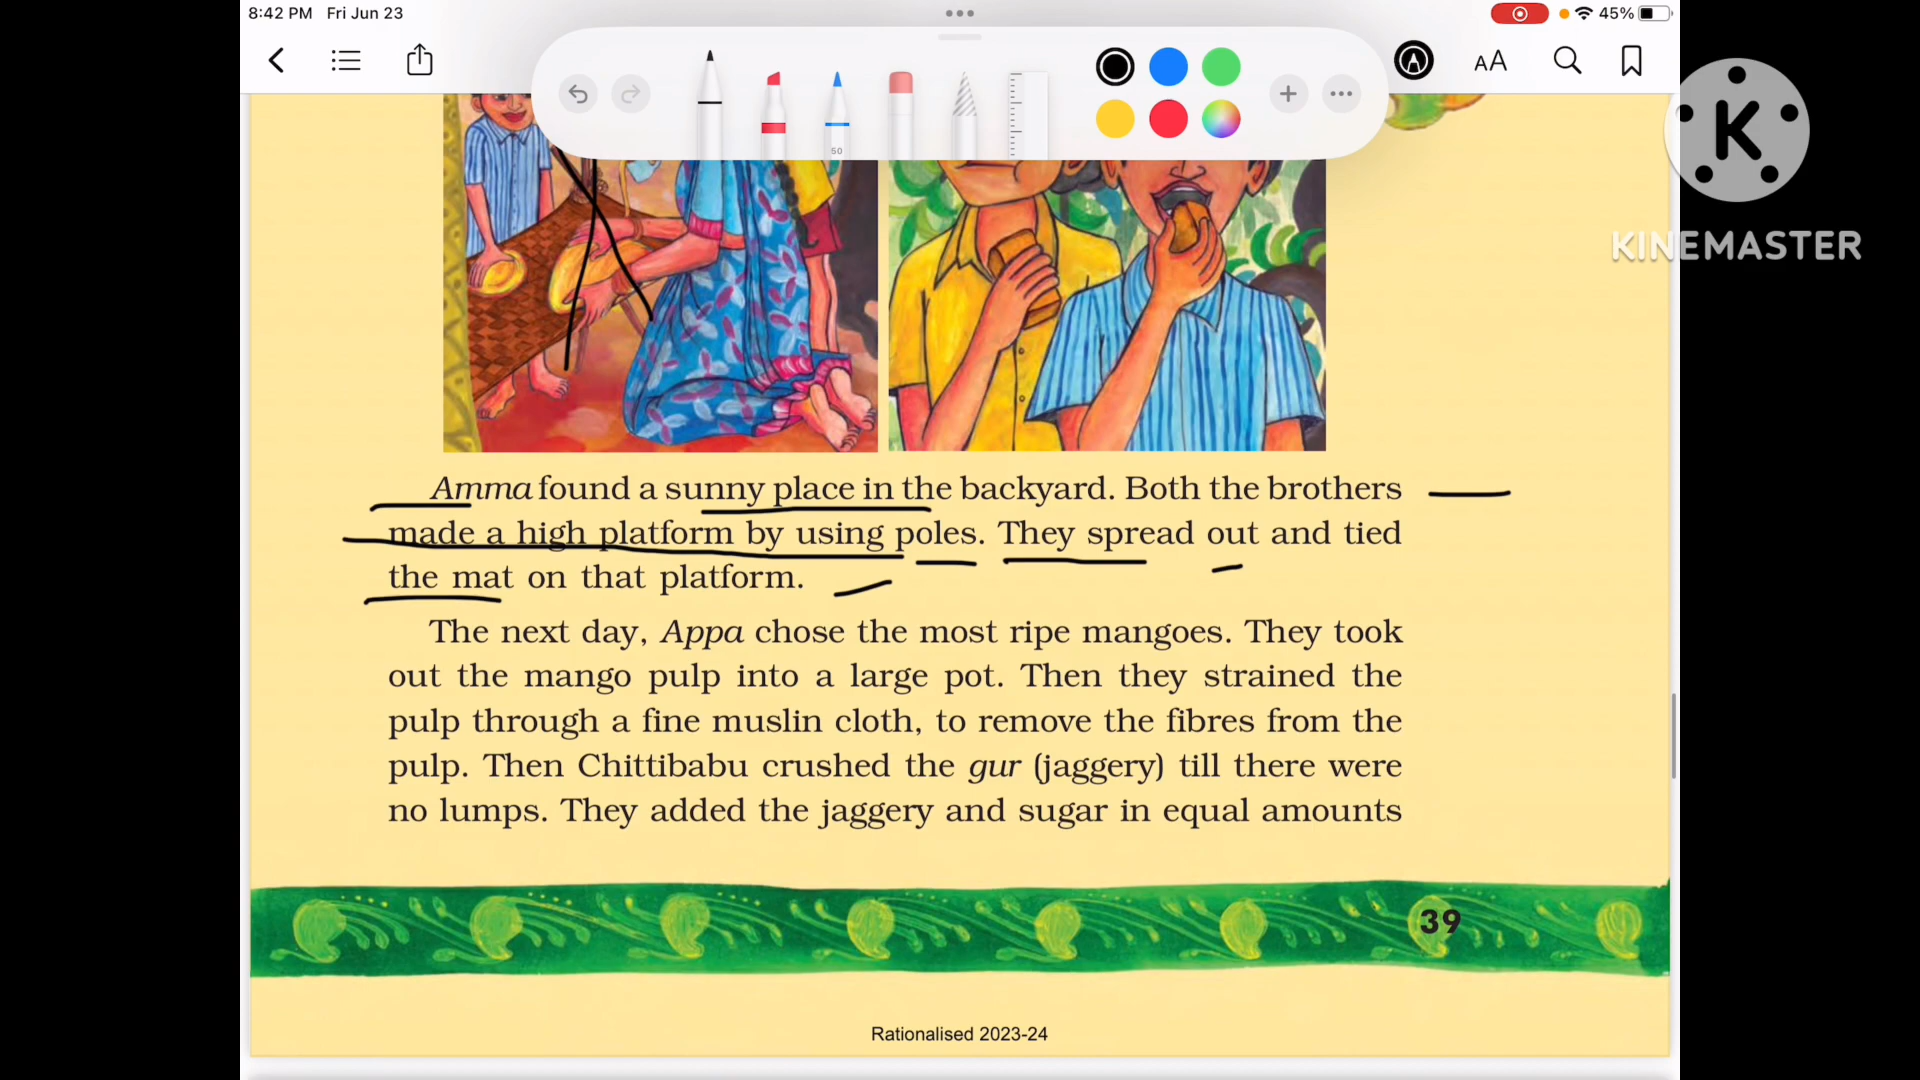 8:42 PM Fri Jun 23
45%
AA
50
K
KINEMASTER
Amma found a sunny place in the backyard. Both the brothers
made a high platform by using poles. They spread out and tied
the mat on that platform.
The next day, Appa chose the most ripe mangoes. They took
out the mango pulp into a large pot. Then they strained the
pulp through a fine muslin cloth, to remove the fibres from the
pulp. Then Chittibabu crushed the gur (jaggery) till there were
no lumps. They added the jaggery and sugar in equal amounts
39
Rationalised 2023-24